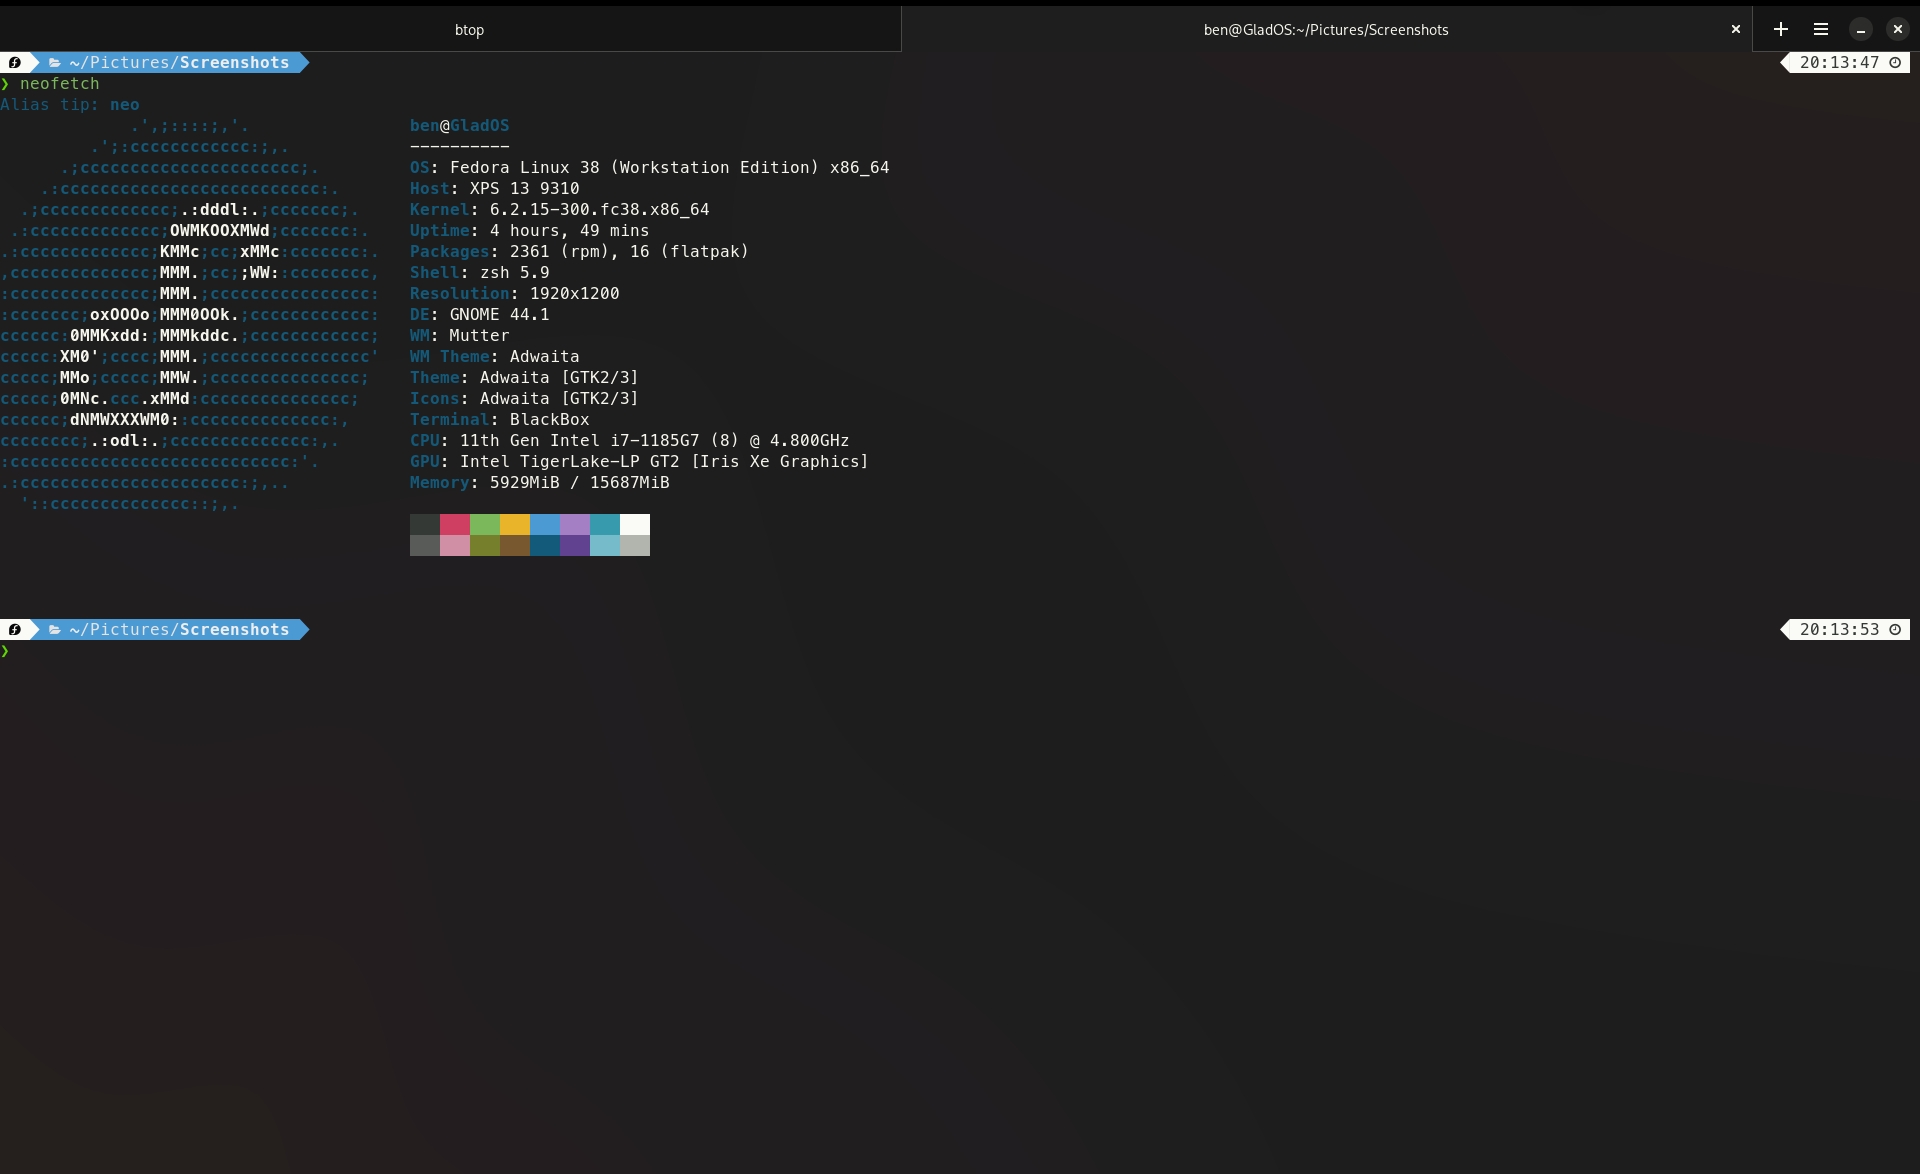 btop
ben@GladOS:~/Pictures/Screenshots
~/Pictures/Screenshots 20:13:47
❯ neofetch
Alias tip: neo
             .',;::::;,'.                ben@GladOS
         .';:cccccccccccc:;,.            ----------
      .;cccccccccccccccccccccc;.         OS: Fedora Linux 38 (Workstation Edition) x86_64
    .:cccccccccccccccccccccccccc:.       Host: XPS 13 9310
  .;ccccccccccccc;.:dddl:.;ccccccc;.     Kernel: 6.2.15-300.fc38.x86_64
 .:ccccccccccccc;OWMKOOXMWd;ccccccc:.    Uptime: 4 hours, 49 mins
.:ccccccccccccc;KMMc;cc;xMMc:ccccccc:.   Packages: 2361 (rpm), 16 (flatpak)
,cccccccccccccc;MMM.;cc;;WW::cccccccc,   Shell: zsh 5.9
:cccccccccccccc;MMM.;cccccccccccccccc:   Resolution: 1920x1200
:ccccccc;oxOOOo;MMM0OOk.;cccccccccccc:   DE: GNOME 44.1
cccccc:0MMKxdd:;MMMkddc.;cccccccccccc;   WM: Mutter
ccccc:XM0';cccc;MMM.;cccccccccccccccc'   WM Theme: Adwaita
ccccc;MMo;ccccc;MMW.;ccccccccccccccc;    Theme: Adwaita [GTK2/3]
ccccc;0MNc.ccc.xMMd:ccccccccccccccc;     Icons: Adwaita [GTK2/3]
cccccc;dNMWXXXWM0::cccccccccccccc:,      Terminal: BlackBox
cccccccc;.:odl:.;cccccccccccccc:,.       CPU: 11th Gen Intel i7-1185G7 (8) @ 4.800GHz
:cccccccccccccccccccccccccccc:'.         GPU: Intel TigerLake-LP GT2 [Iris Xe Graphics]
.:cccccccccccccccccccccc:;,..            Memory: 5929MiB / 15687MiB
  '::cccccccccccccc::;,.
~/Pictures/Screenshots 20:13:53
❯